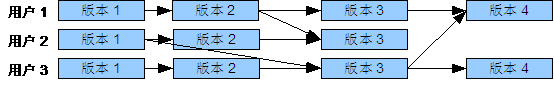 用户 1 版本 1 版本 2 版本 3 版本 4
用户 2 版本 1 版本 2 版本 3
用户 3 版本 1 版本 2 版本 3 版本 4